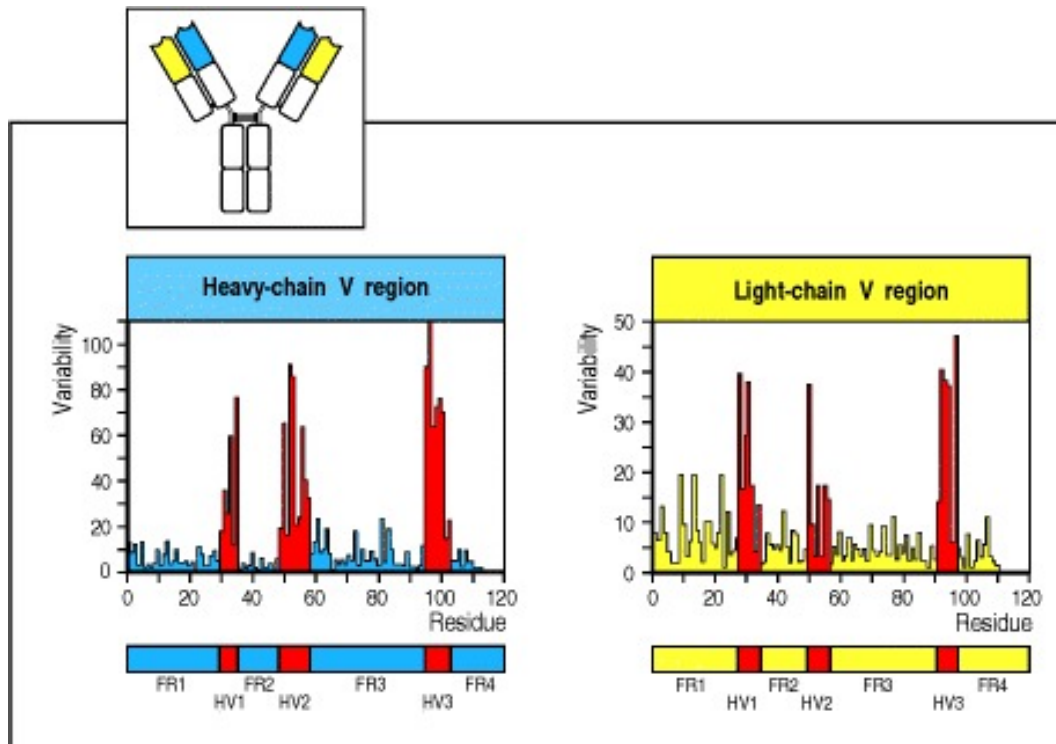 Heavy-chain V region
Variability
100
80
60
40
20
0
0 20 40 60 80 100 120
Residue
FR1 FR2 FR3 FR4
HV1 HV2 HV3
Light-chain V region
Variability
50
40
30
20
10
0
0 20 40 60 80 100 120
Residue
FR1 FR2 FR3 FR4
HV1 HV2 HV3